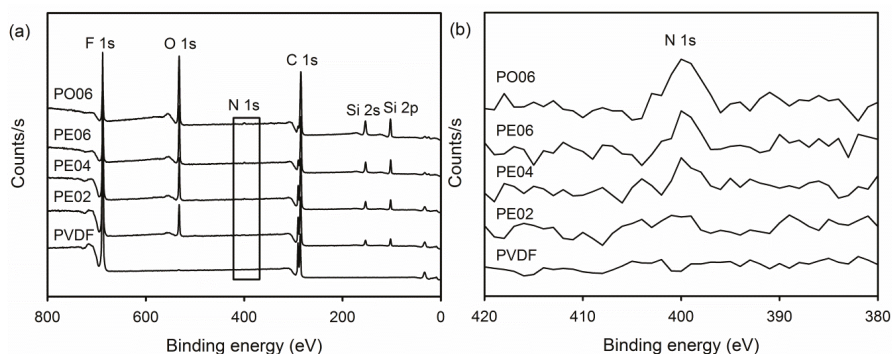 (a)
F 1s
O 1s
C 1s
N 1s
Si 2s
Si 2p
PO06
PE06
PE04
PE02
PVDF
Counts/s
800 600 400 200 0
Binding energy (eV)
(b)
N 1s
PO06
PE06
PE04
PE02
PVDF
Counts/s
420 410 400 390 380
Binding energy (eV)